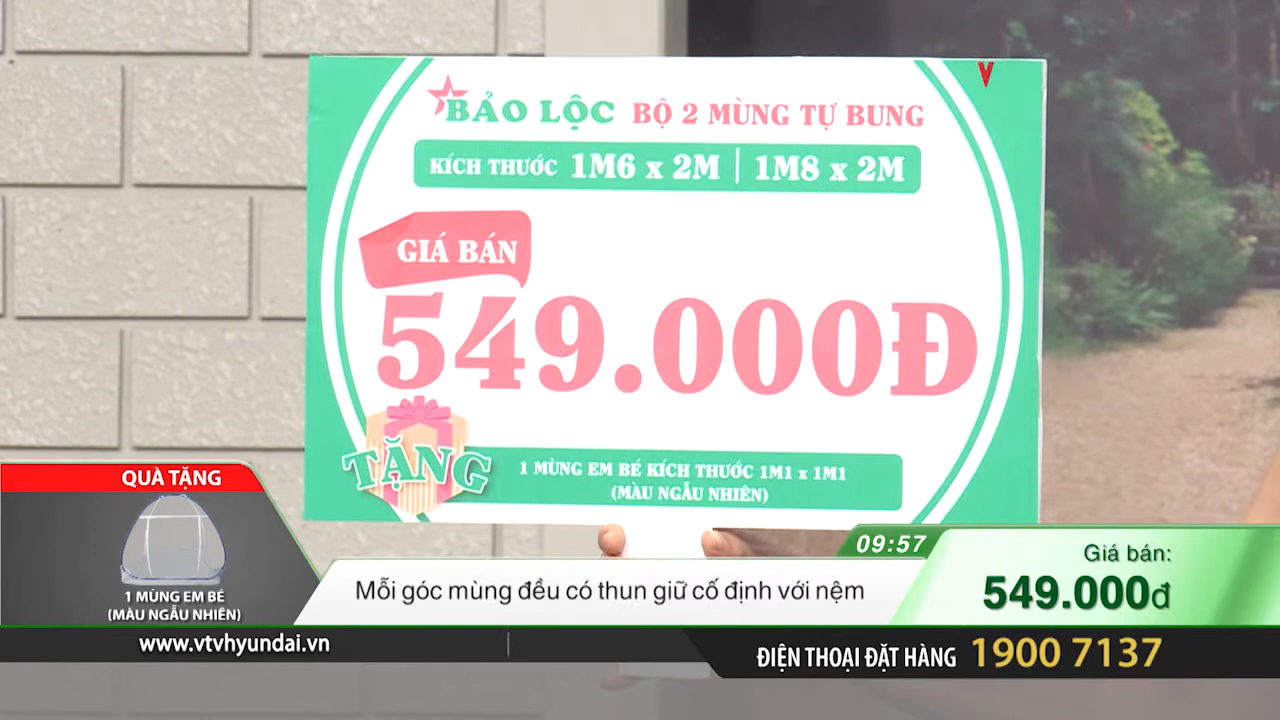 BẢO LỘC BỘ 2 MÙNG TỰ BUNG
KÍCH THƯỚC 1M6 x 2M | 1M8 x 2M
GIÁ BÁN
549.000Đ
TẶNG
1 MÙNG EM BÉ KÍCH THƯỚC 1M1 x 1M1
(MÀU NGẪU NHIÊN)
QUÀ TẶNG
1 MÙNG EM BÉ
(MÀU NGẪU NHIÊN)
09:57
Giá bán:
549.000đ
Mỗi góc mùng đều có thun giữ cố định với nệm
www.vtvhyundai.vn
ĐIỆN THOẠI ĐẶT HÀNG 1900 7137